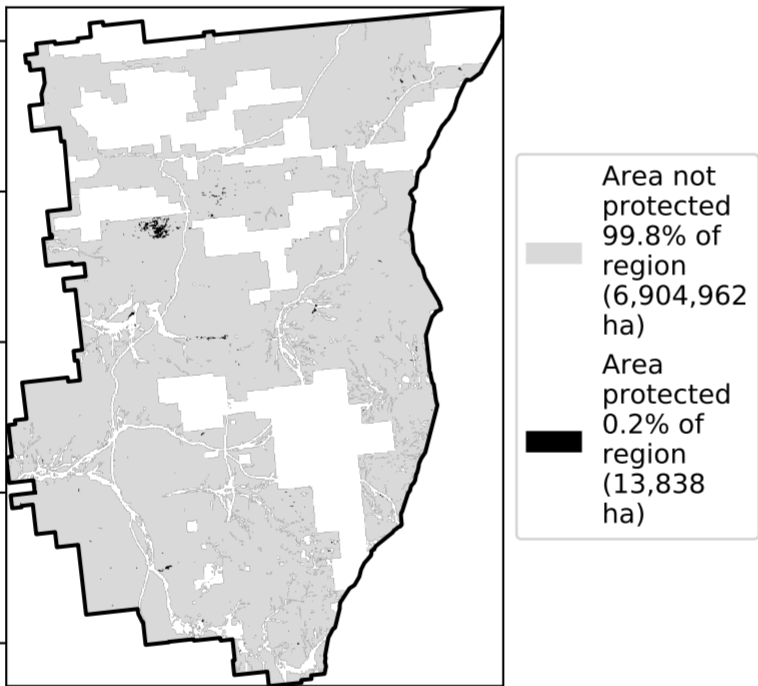 Area not
protected
99.8% of
region
(6,904,962
ha)
Area
protected
0.2% of
region
(13,838
ha)